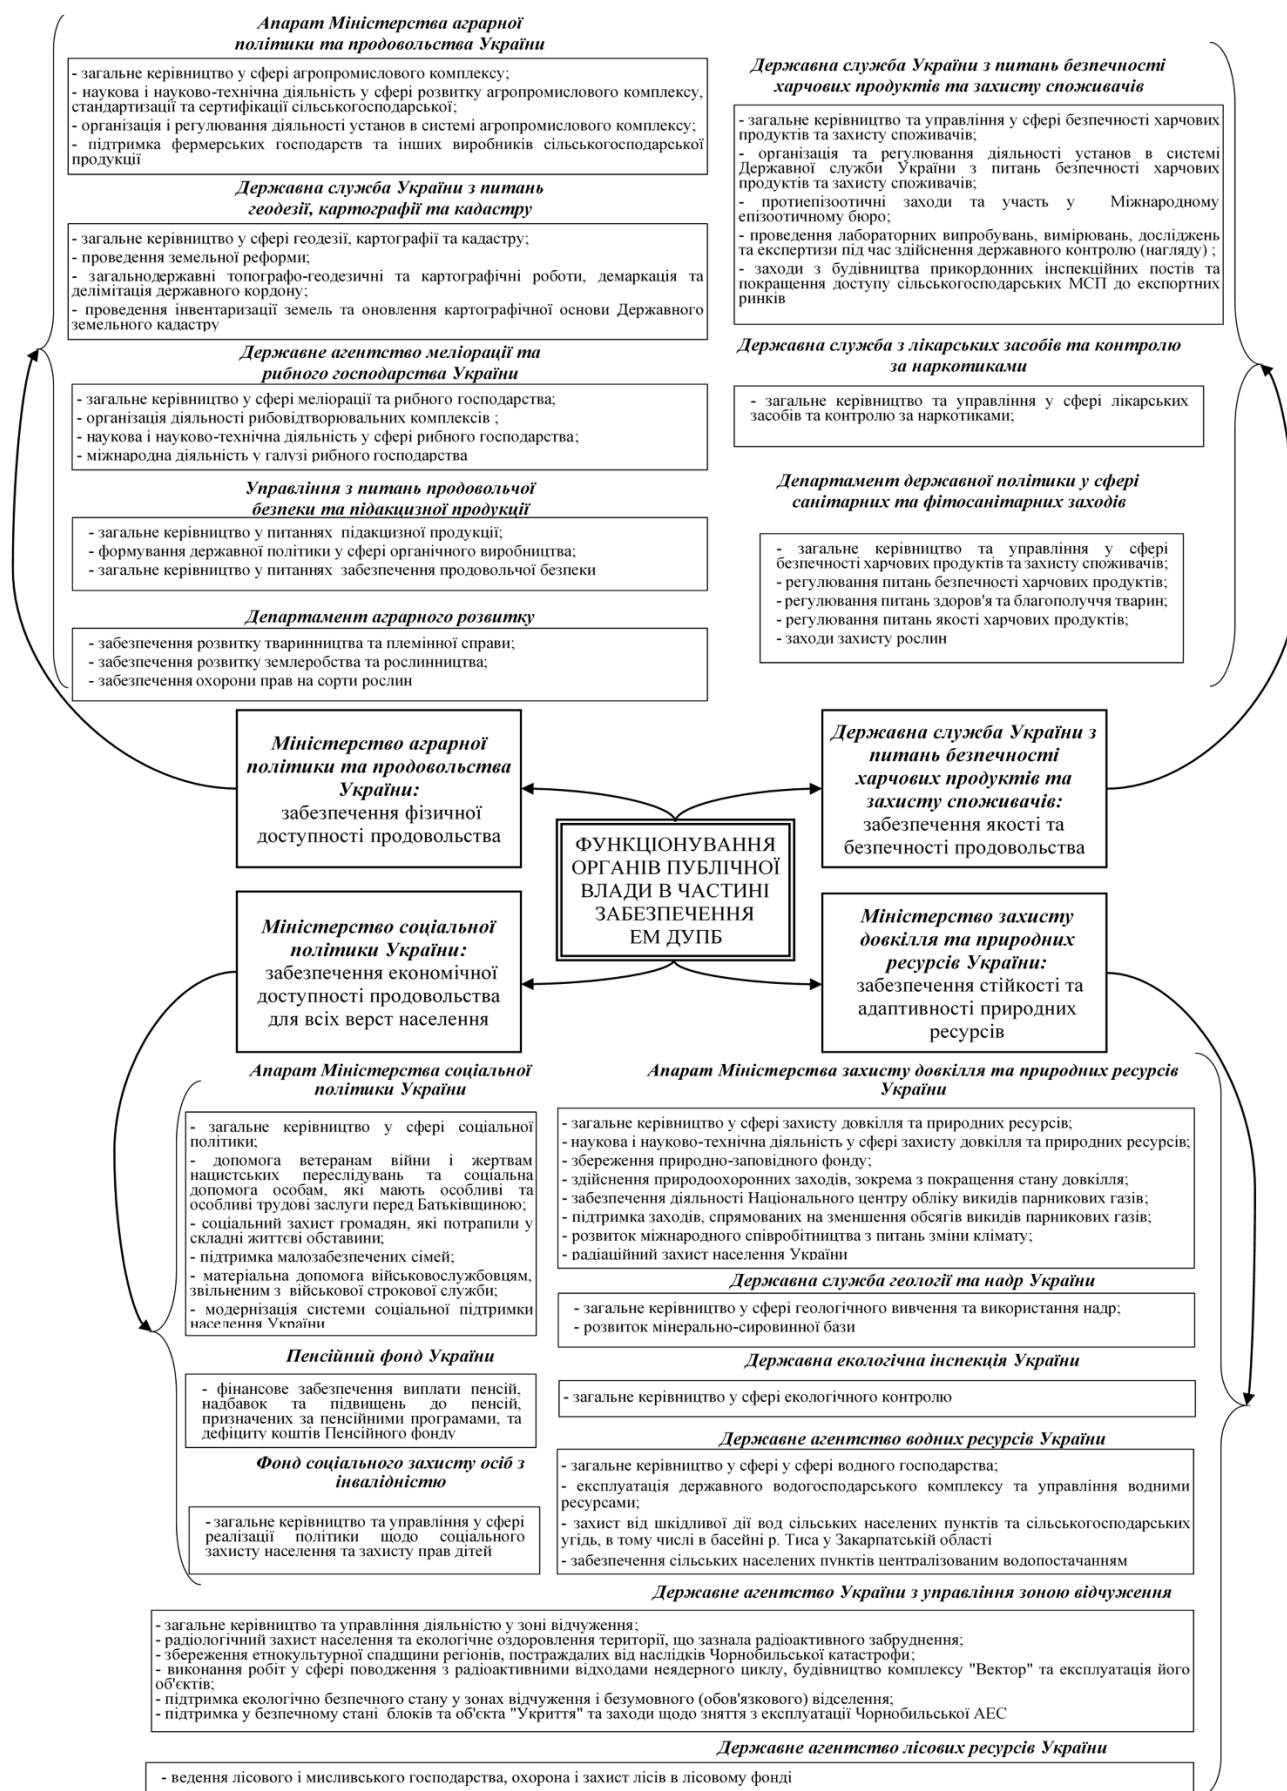 Апарат Міністерства аграрної
політики та продовольства України
- загальне керівництво у сфері агропромислового комплексу;
- наукова і науково-технічна діяльність у сфері розвитку агропромислового комплексу,
стандартизації та сертифікації сільськогосподарської;
- організація і регулювання діяльності установ в системі агропромислового комплексу;
- підтримка фермерських господарств та інших виробників сільськогосподарської
продукції
Державна служба України з питань
геодезії, картографії та кадастру
- загальне керівництво у сфері геодезії, картографії та кадастру;
- проведення земельної реформи;
- загальнодержавні топографо-геодезичні та картографічні роботи, демаркація та
делімітація державного кордону;
- проведення інвентаризації земель та оновлення картографічної основи Державного
земельного кадастру
Державне агентство меліорації та
рибного господарства України
- загальне керівництво у сфері меліорації та рибного господарства;
- організація діяльності рибовідтворювальних комплексів ;
- наукова і науково-технічна діяльність у сфері рибного господарства;
- міжнародна діяльність у галузі рибного господарства
Управління з питань продовольчої
безпеки та підакцизної продукції
- загальне керівництво у питаннях підакцизної продукції;
- формування державної політики у сфері органічного виробництва;
- загальне керівництво у питаннях забезпечення продовольчої безпеки
Департамент аграрного розвитку
- забезпечення розвитку тваринництва та племінної справи;
- забезпечення розвитку землеробства та рослинництва;
- забезпечення охорони прав на сорти рослин
Державна служба України з питань безпечності
харчових продуктів та захисту споживачів
- загальне керівництво та управління у сфері безпечності харчових
продуктів та захисту споживачів;
- організація та регулювання діяльності установ в системі
Державної служби України з питань безпечності харчових
продуктів та захисту споживачів;
- протиепізоотичні заходи та участь у Міжнародному
епізоотичному бюро;
- проведення лабораторних випробувань, вимірювань, досліджень
та експертизи під час здійснення державного контролю (нагляду) ;
- заходи з будівництва прикордонних інспекційних постів та
покращення доступу сільськогосподарських МСП до експортних
ринків
Державна служба з лікарських засобів та контролю
за наркотиками
- загальне керівництво та управління у сфері лікарських
засобів та контролю за наркотиками;
Департамент державної політики у сфері
санітарних та фітосанітарних заходів
- загальне керівництво та управління у сфері
безпечності харчових продуктів та захисту споживачів;
- регулювання питань безпечності харчових продуктів;
- регулювання питань здоров'я та благополуччя тварин;
- регулювання питань якості харчових продуктів;
- заходи захисту рослин
Міністерство аграрної
політики та продовольства
України:
забезпечення фізичної
доступності продовольства
Державна служба України з
питань безпечності
харчових продуктів та
захисту споживачів:
забезпечення якості та
безпечності продовольства
ФУНКЦІОНУВАННЯ
ОРГАНІВ ПУБЛІЧНОЇ
ВЛАДИ В ЧАСТИНІ
ЗАБЕЗПЕЧЕННЯ
ЕМ ДУПБ
Міністерство соціальної
політики України:
забезпечення економічної
доступності продовольства
для всіх верст населення
Міністерство захисту
довкілля та природних
ресурсів України:
забезпечення стійкості та
адаптивності природних
ресурсів
Апарат Міністерства соціальної
політики України
- загальне керівництво у сфері соціальної
політики;
- допомога ветеранам війни і жертвам
нацистських переслідувань та соціальна
допомога особам, які мають особливі та
особливі трудові заслуги перед Батьківщиною;
- соціальний захист громадян, які потрапили у
складні життєві обставини;
- підтримка малозабезпечених сімей;
- матеріальна допомога військовослужбовцям,
звільненим з військової строкової служби;
- модернізація системи соціальної підтримки
населення України
Пенсійний фонд України
- фінансове забезпечення виплати пенсій,
надбавок та підвищень до пенсій,
призначених за пенсійними програмами, та
дефіциту коштів Пенсійного фонду
Фонд соціального захисту осіб з
інвалідністю
- загальне керівництво та управління у сфері
реалізації політики щодо соціального
захисту населення та захисту прав дітей
Апарат Міністерства захисту довкілля та природних ресурсів
України
- загальне керівництво у сфері захисту довкілля та природних ресурсів;
- наукова і науково-технічна діяльність у сфері захисту довкілля та природних ресурсів;
- збереження природно-заповідного фонду;
- здійснення природоохоронних заходів, зокрема з покращення стану довкілля;
- забезпечення діяльності Національного центру обліку викидів парникових газів;
- підтримка заходів, спрямованих на зменшення обсягів викидів парникових газів;
- розвиток міжнародного співробітництва з питань зміни клімату;
- радіаційний захист населення України
Державна служба геології та надр України
- загальне керівництво у сфері геологічного вивчення та використання надр;
- розвиток мінерально-сировинної бази
Державна екологічна інспекція України
- загальне керівництво у сфері екологічного контролю
Державне агентство водних ресурсів України
- загальне керівництво у сфері у сфері водного господарства;
- експлуатація державного водогосподарського комплексу та управління водними
ресурсами;
- захист від шкідливої дії вод сільських населених пунктів та сільськогосподарських
угідь, в тому числі в басейні р. Тиса у Закарпатській області
- забезпечення сільських населених пунктів централізованим водопостачанням
Державне агентство України з управління зоною відчуження
- загальне керівництво та управління діяльністю у зоні відчуження;
- радіологічний захист населення та екологічне оздоровлення території, що зазнала радіоактивного забруднення;
- збереження етнокультурної спадщини регіонів, постраждалих від наслідків Чорнобильської катастрофи;
- виконання робіт у сфері поводження з радіоактивними відходами неядерного циклу, будівництво комплексу "Вектор" та експлуатація його
об'єктів;
- підтримка екологічно безпечного стану у зонах відчуження і безумовного (обов'язкового) відселення;
- підтримка у безпечному стані блоків та об'єкта "Укриття" та заходи щодо зняття з експлуатації Чорнобильської АЕС
Державне агентство лісових ресурсів України
- ведення лісового і мисливського господарства, охорона і захист лісів в лісовому фонді